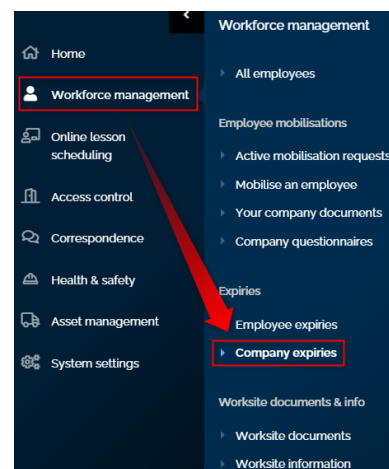 Home
Workforce management
Online lesson
scheduling
Access control
Correspondence
Health & safety
Asset management
System settings
Workforce management
All employees
Employee mobilisations
Active mobilisation requests
Mobilise an employee
Your company documents
Company questionnaires
Expiries
Employee expiries
Company expiries
Worksite documents & info
Worksite documents
Worksite information